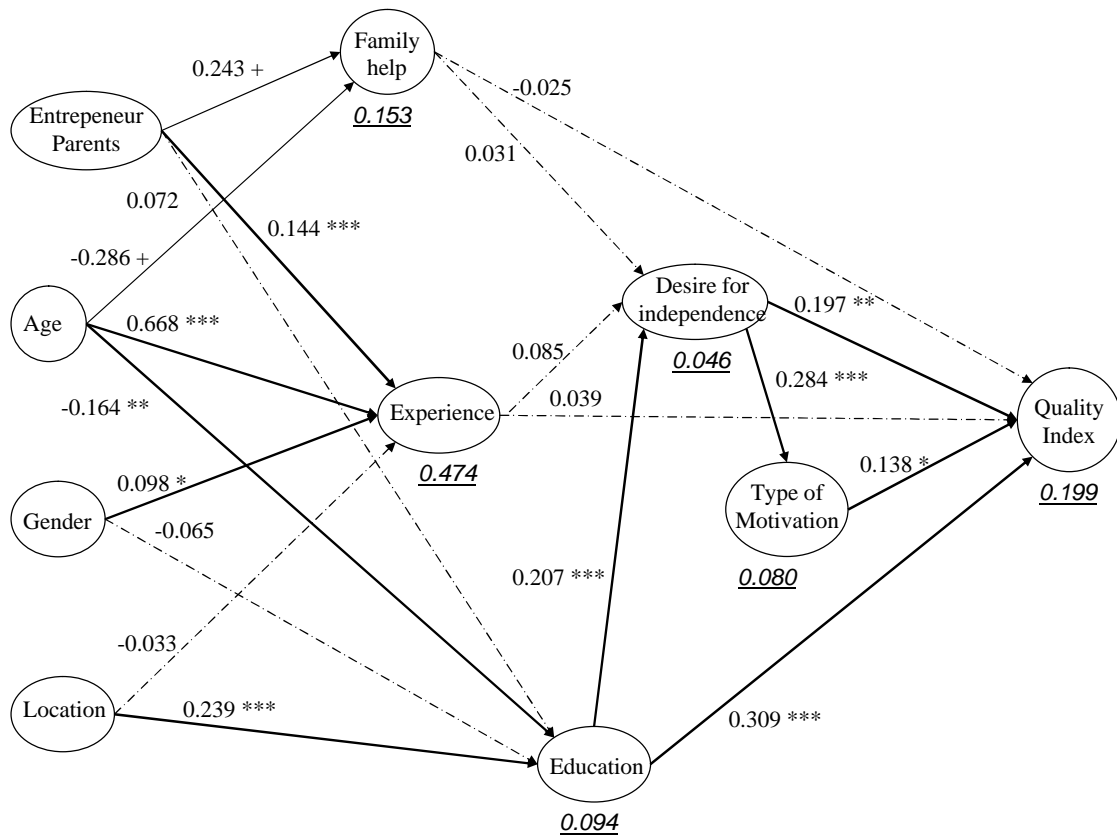 Family
help
0.243 +
-0.025
0.153
Entrepeneur
Parents
0.031
0.072
0.144 ***
-0.286 +
Desire for
independence
0.197 **
Age
0.668 ***
0.085
0.046
0.284 ***
-0.164 **
Experience
0.039
Quality
Index
0.474
0.138 *
0.098 *
Type of
Motivation
0.199
Gender
-0.065
0.080
0.207 ***
-0.033
Location
0.239 ***
0.309 ***
Education
0.094